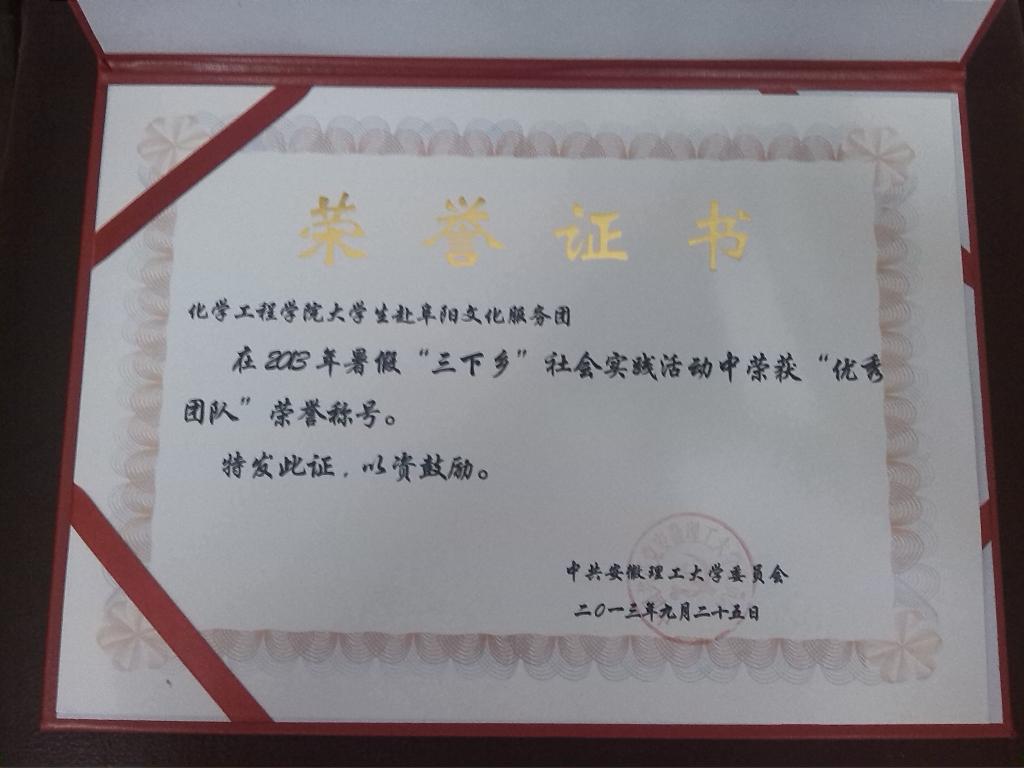 荣誉证书
化学工程学院大学生赴阜阳文化服务团
在2013年暑假“三下乡”社会实践活动中荣获“优秀
团队”荣誉称号。
特发此证，以资鼓励。
中共安徽理工大学委员会
二〇一三年九月二十五日